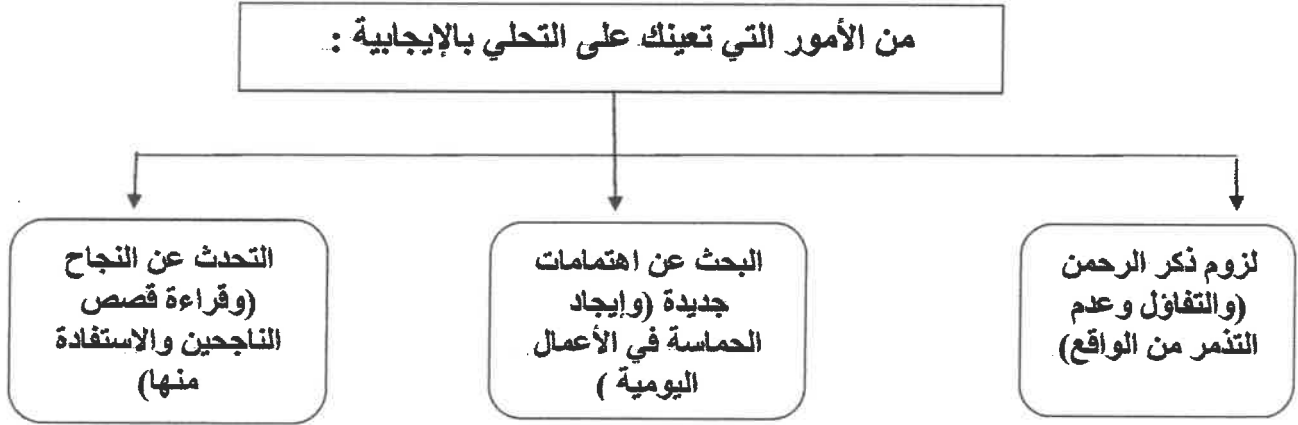 من الأمور التي تعينك على التحلي بالإيجابية :
لزوم ذكر الرحمن
(والتفاؤل وعدم
التذمر من الواقع)
البحث عن اهتمامات
جديدة (وإيجاد
الحماسة في الأعمال
اليومية )
التحدث عن النجاح
(وقراءة قصص
الناجحين والاستفادة
منها)